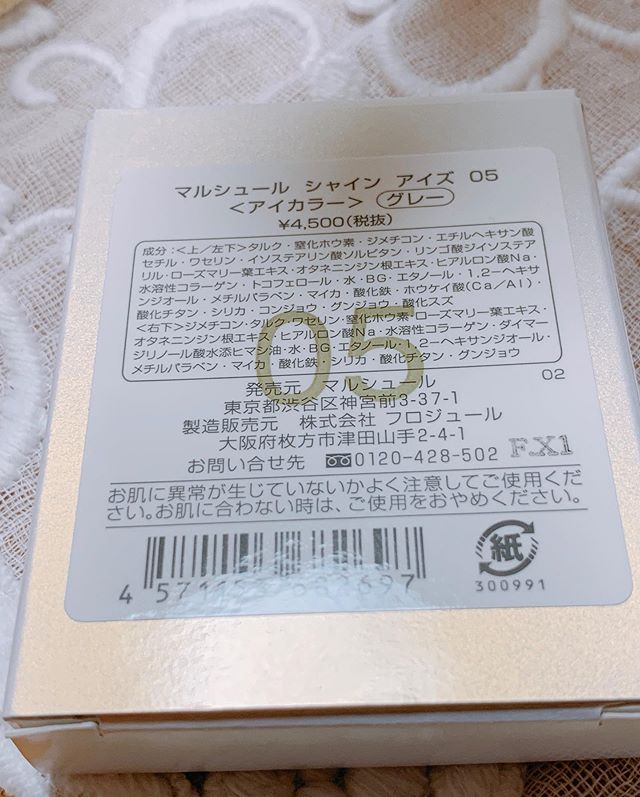 マルシュール シャイン アイズ 05
<アイカラー> グレー
¥4,500(税抜)
成分:<上/左下>タルク・窒化ホウ素・ジメチコン・エチルヘキサン酸
セチル・ワセリン・イソステアリン酸ソルビタン・リンゴ酸ジイソステア
リル・ローズマリー葉エキス・オタネニンジン根エキス・ヒアルロン酸Na・
水溶性コラーゲン・トコフェロール・水・BG・エタノール・1,2-ヘキサ
ンジオール・メチルパラベン・マイカ・酸化鉄・ホウケイ酸(Ca/Al)・
酸化チタン・シリカ・コンジョウ・グンジョウ・酸化スズ
<右下>ジメチコン・タルク・ワセリン・窒化ホウ素・ローズマリー葉エキス・
オタネニンジン根エキス・ヒアルロン酸Na・水溶性コラーゲン・ダイマー
ジリノール酸水添ヒマシ油・水・BG・エタノール・1,2-ヘキサンジオール・
メチルパラベン・マイカ・酸化鉄・シリカ・酸化チタン・グンジョウ
05
02
発売元 マルシュール
東京都渋谷区神宮前3-37-1
製造販売元 株式会社 フロジュール
大阪府枚方市津田山手2-4-1
お問い合せ先 0120-428-502
F.X1
お肌に異常が生じていないかよく注意してご使用くだ
さい。お肌に合わない時は、ご使用をおやめください。
紙
300991